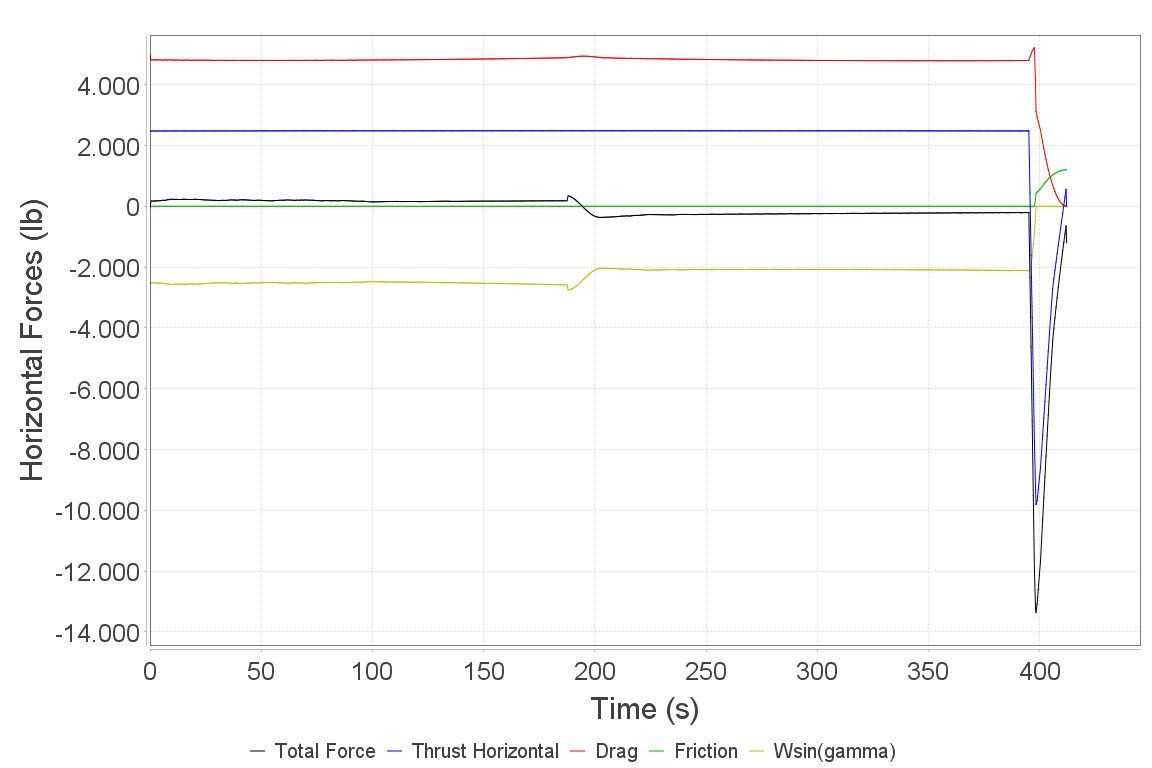 4.000
2.000
0
-2.000
-4.000
-6.000
-8.000
-10.000
-12.000
-14.000
Horizontal Forces (lb)
0 50 100 150 200 250 300 350 400
Time (s)
Total Force Thrust Horizontal Drag Friction Wsin(gamma)